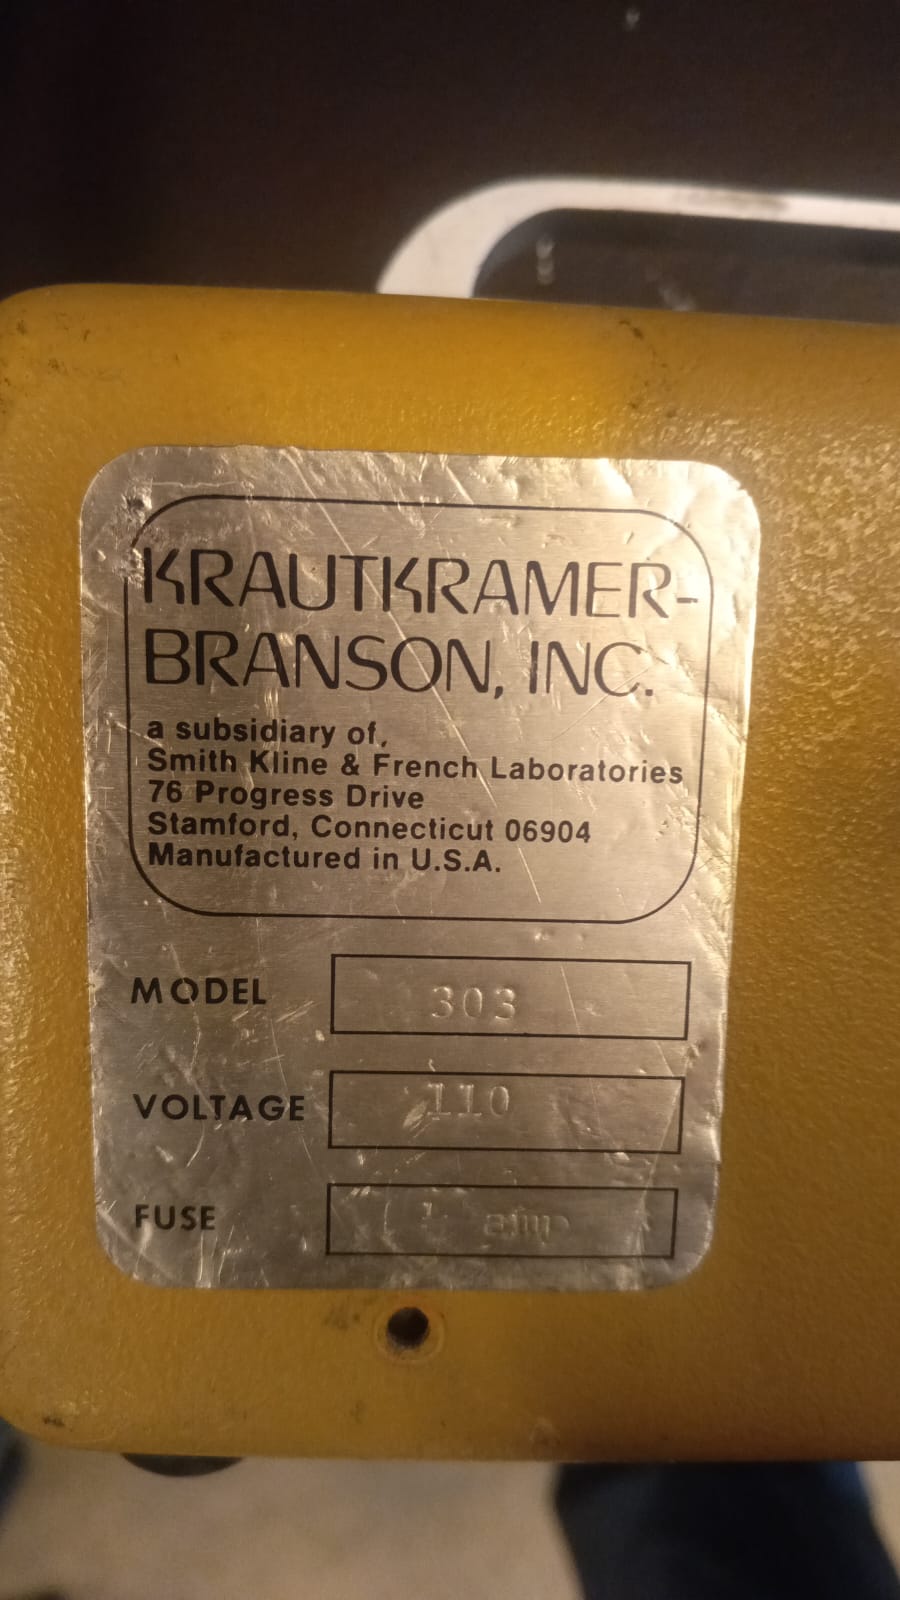 KRAUTKRAMER-
BRANSON, INC.
a subsidiary of,
Smith Kline & French Laboratories
76 Progress Drive
Stamford, Connecticut 06904
Manufactured in U.S.A.
MODEL 303
VOLTAGE 110
FUSE amp